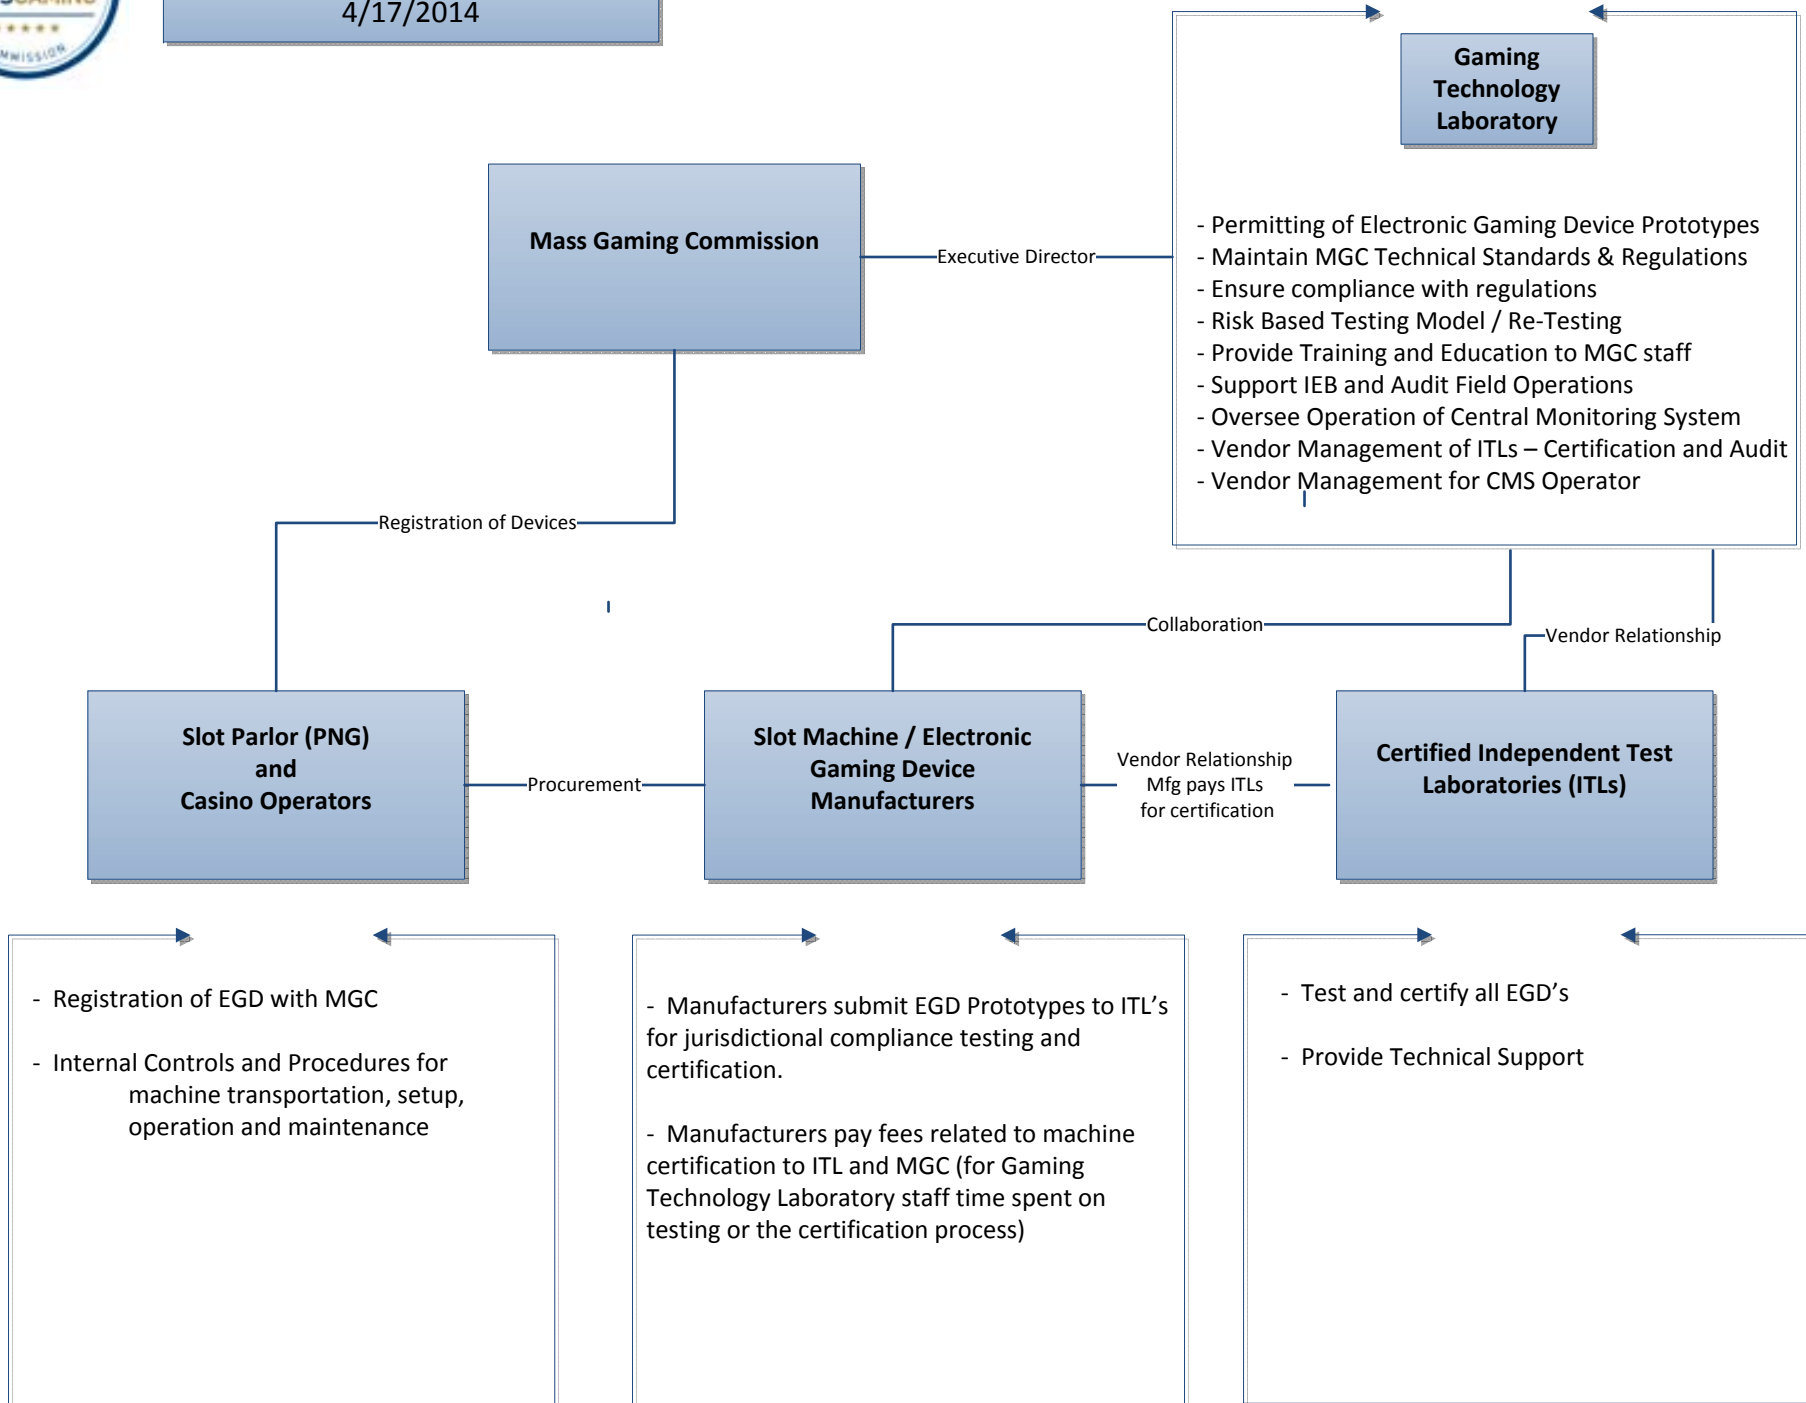 4/17/2014
Gaming
Technology
Laboratory
Mass Gaming Commission
Executive Director
- Permitting of Electronic Gaming Device Prototypes
- Maintain MGC Technical Standards & Regulations
- Ensure compliance with regulations
- Risk Based Testing Model / Re-Testing
- Provide Training and Education to MGC staff
- Support IEB and Audit Field Operations
- Oversee Operation of Central Monitoring System
- Vendor Management of ITLs – Certification and Audit
- Vendor Management for CMS Operator
Registration of Devices
Collaboration
Vendor Relationship
Slot Parlor (PNG)
and
Casino Operators
Procurement
Slot Machine / Electronic
Gaming Device
Manufacturers
Vendor Relationship
Mfg pays ITLs
for certification
Certified Independent Test
Laboratories (ITLs)
- Registration of EGD with MGC
- Internal Controls and Procedures for
machine transportation, setup,
operation and maintenance
- Manufacturers submit EGD Prototypes to ITL’s
for jurisdictional compliance testing and
certification.
- Manufacturers pay fees related to machine
certification to ITL and MGC (for Gaming
Technology Laboratory staff time spent on
testing or the certification process)
- Test and certify all EGD’s
- Provide Technical Support